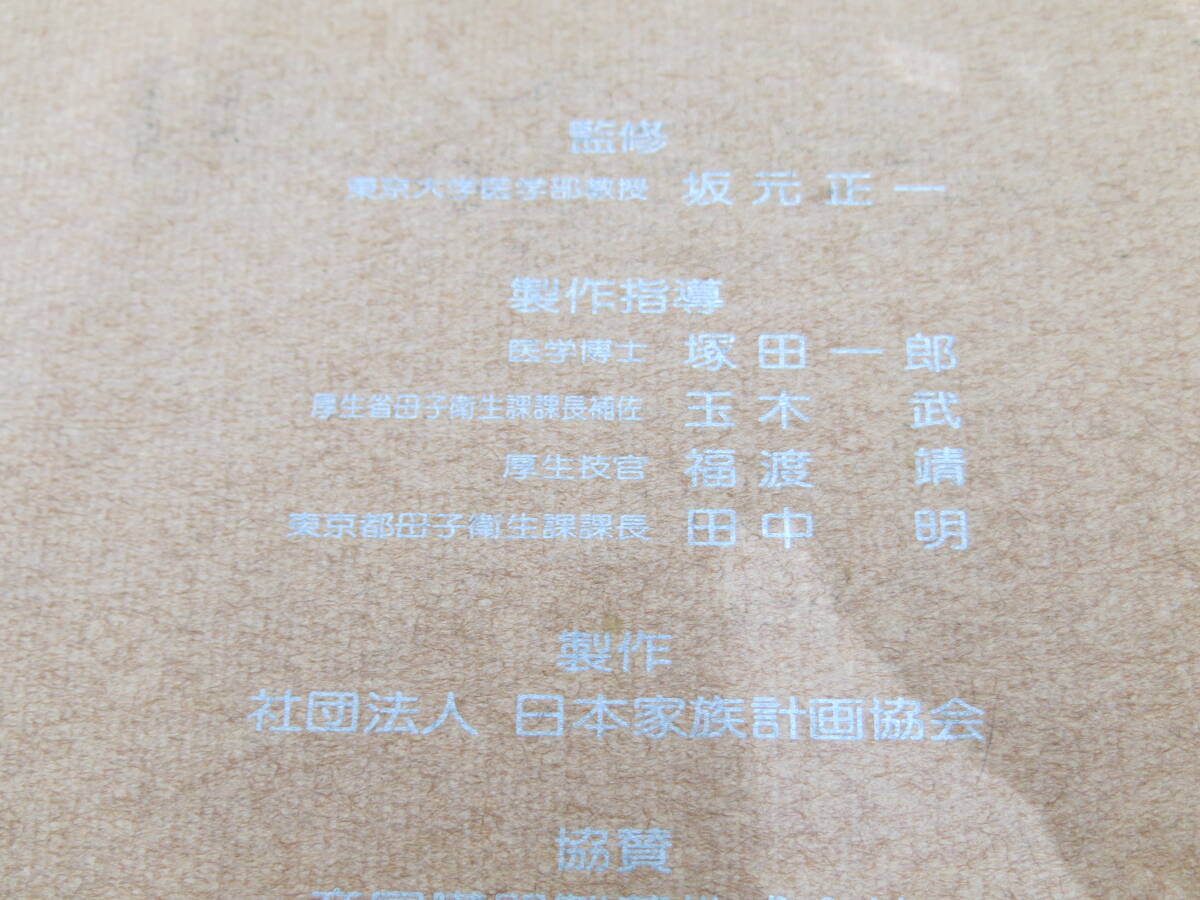 監修
東京大学医学部教授 坂元正一
製作指導
医学博士 塚田一郎
厚生省母子衛生課課長補佐 玉木 武
厚生技官 福渡 靖
東京都母子衛生課課長 田中 明
製作
社団法人 日本家族計画協会
協賛